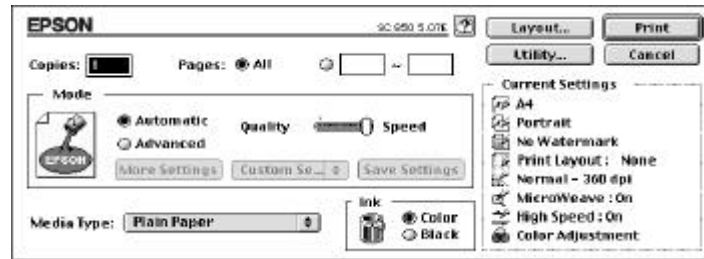 EPSON
SC 950 5.07E ?
Layout... Print
Utility... Cancel
Copies: 1 Pages: All ~
Mode
Automatic
Advanced
Quality Speed
EPSON
More Settings Custom Se... Save Settings
Media Type: Plain Paper
Ink
Color
Black
Current Settings
A4
Portrait
No Watermark
Print Layout : None
Normal - 360 dpi
MicroWeave : On
High Speed : On
Color Adjustment